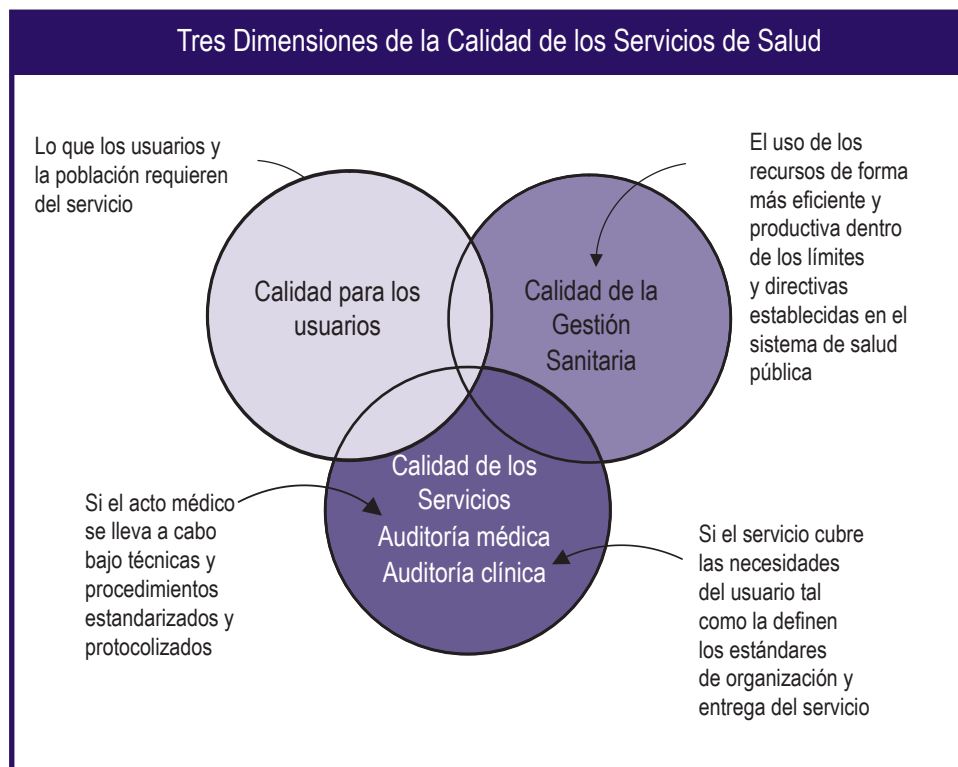 Tres Dimensiones de la Calidad de los Servicios de Salud
Lo que los usuarios y
la población requieren
del servicio
El uso de los
recursos de forma
más eficiente y
productiva dentro
de los límites
y directivas
establecidas en el
sistema de salud
pública
Calidad para los
usuarios
Calidad de la
Gestión
Sanitaria
Calidad de los
Servicios
Auditoría médica
Auditoría clínica
Si el acto médico
se lleva a cabo
bajo técnicas y
procedimientos
estandarizados y
protocolizados
Si el servicio cubre
las necesidades
del usuario tal
como la definen
los estándares
de organización y
entrega del servicio